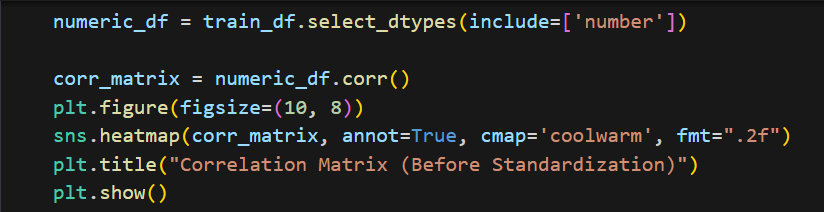 numeric_df = train_df.select_dtypes(include=['number'])
corr_matrix = numeric_df.corr()
plt.figure(figsize=(10, 8))
sns.heatmap(corr_matrix, annot=True, cmap='coolwarm', fmt=".2f")
plt.title("Correlation Matrix (Before Standardization)")
plt.show()